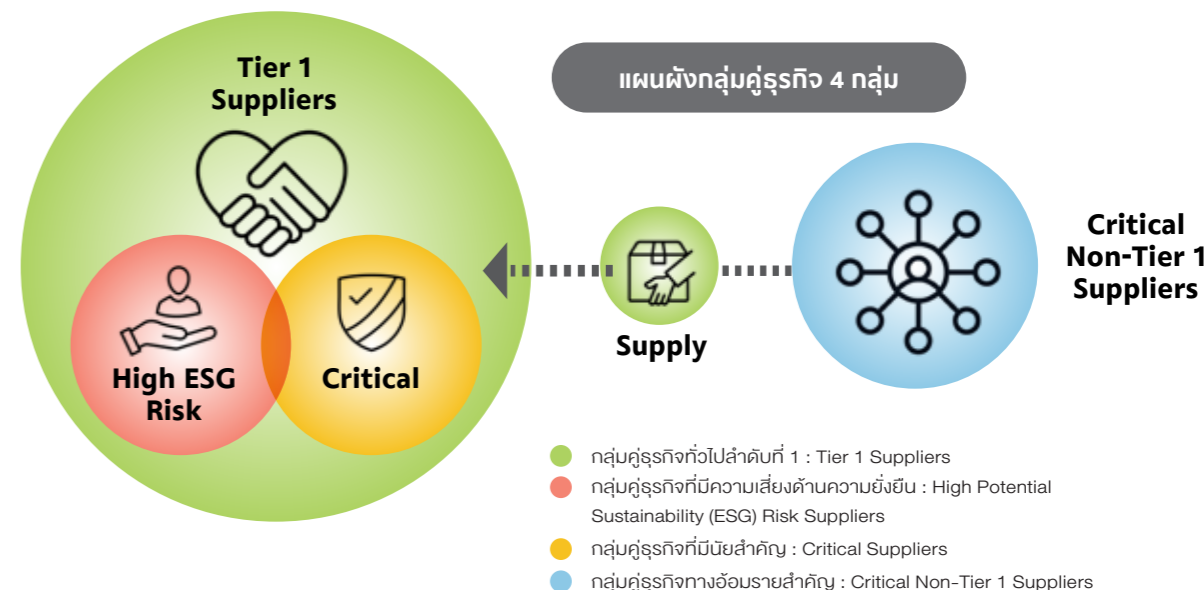 Tier 1
Suppliers
แผนผังกลุ่มคู่ธุรกิจ 4 กลุ่ม
High ESG
Risk
Critical
Supply
Critical
Non-Tier 1
Suppliers
กลุ่มคู่ธุรกิจทั่วไปลำดับที่ 1 : Tier 1 Suppliers
กลุ่มคู่ธุรกิจที่มีความเสี่ยงด้านความยั่งยืน : High Potential
Sustainability (ESG) Risk Suppliers
กลุ่มคู่ธุรกิจที่มีนัยสำคัญ : Critical Suppliers
กลุ่มคู่ธุรกิจทางอ้อมรายสำคัญ : Critical Non-Tier 1 Suppliers